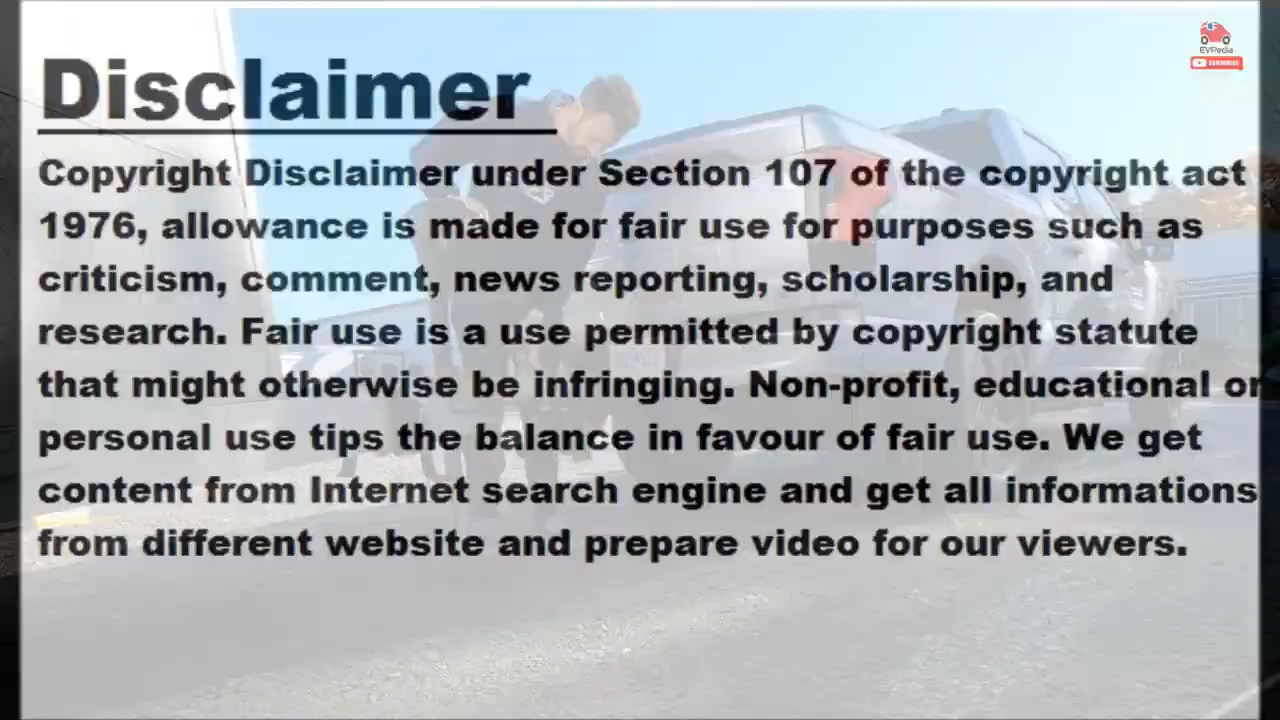 Disclaimer
Copyright Disclaimer under Section 107 of the copyright act
1976, allowance is made for fair use for purposes such as
criticism, comment, news reporting, scholarship, and
research. Fair use is a use permitted by copyright statute
that might otherwise be infringing. Non-profit, educational or
personal use tips the balance in favour of fair use. We get
content from Internet search engine and get all informations
from different website and prepare video for our viewers.
EVPedia
SUBSCRIBE